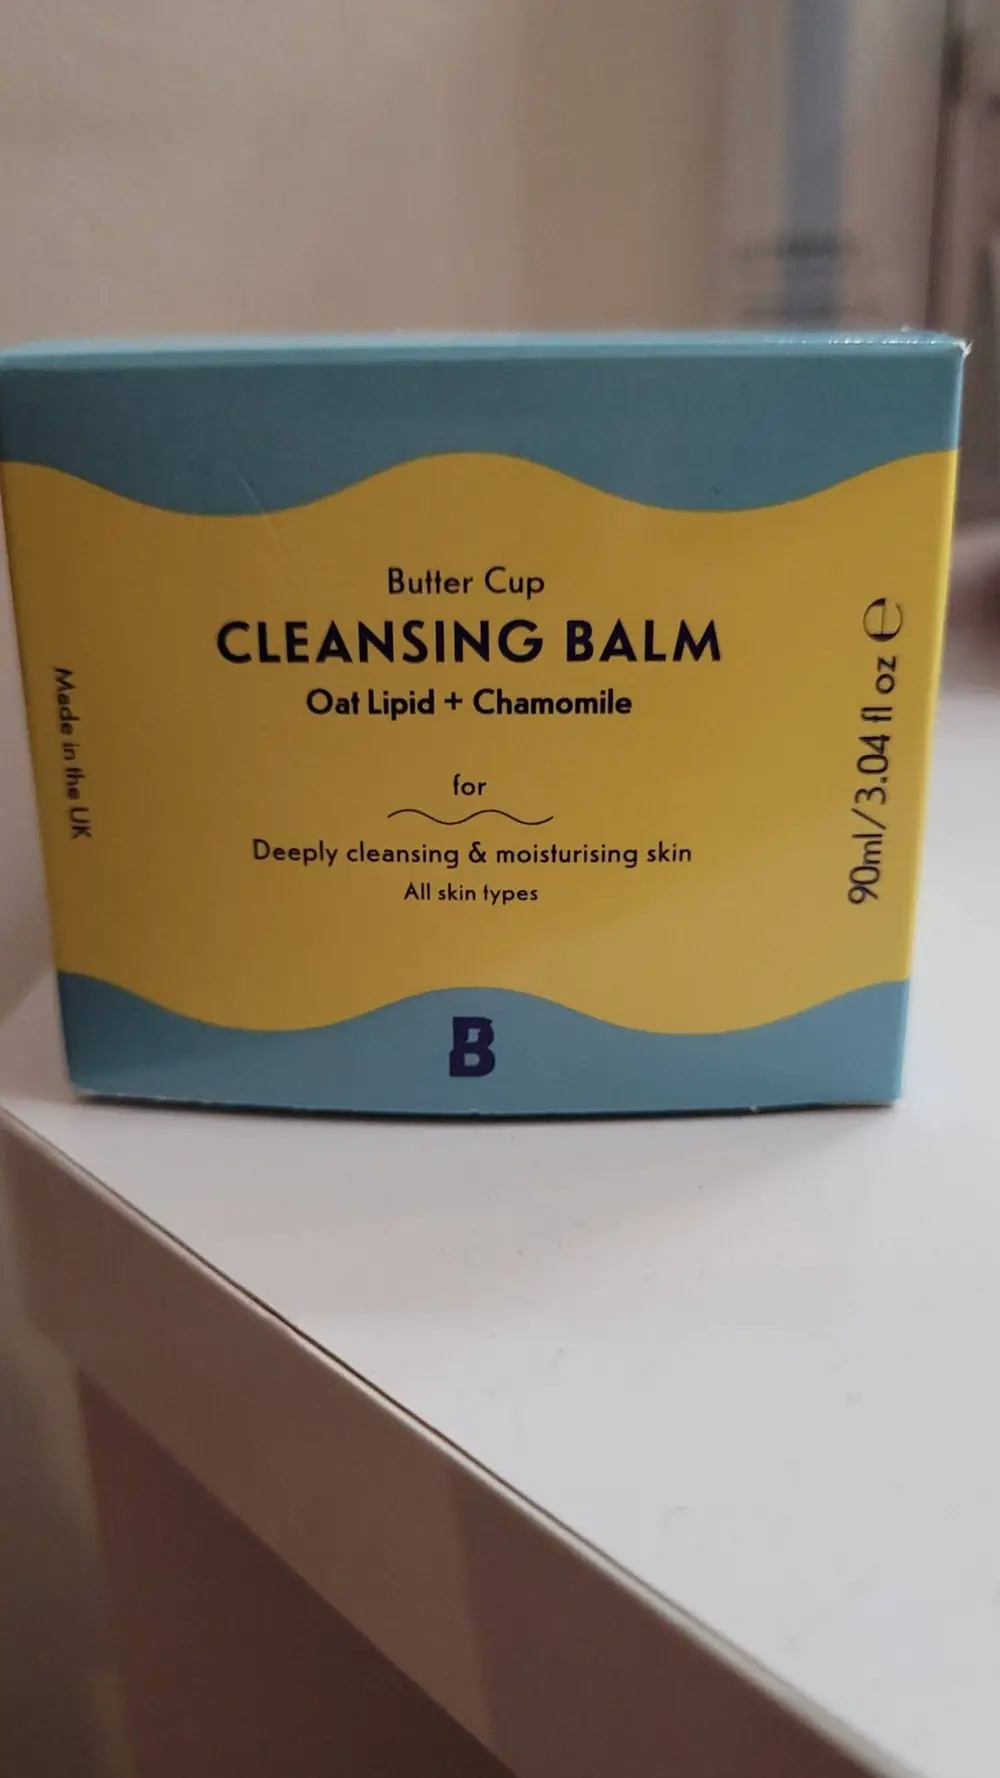 Butter Cup
CLEANSING BALM
Oat Lipid + Chamomile
for
Deeply cleansing & moisturising skin
All skin types
B
Made in the UK
90ml/3.04 fl oz ℮